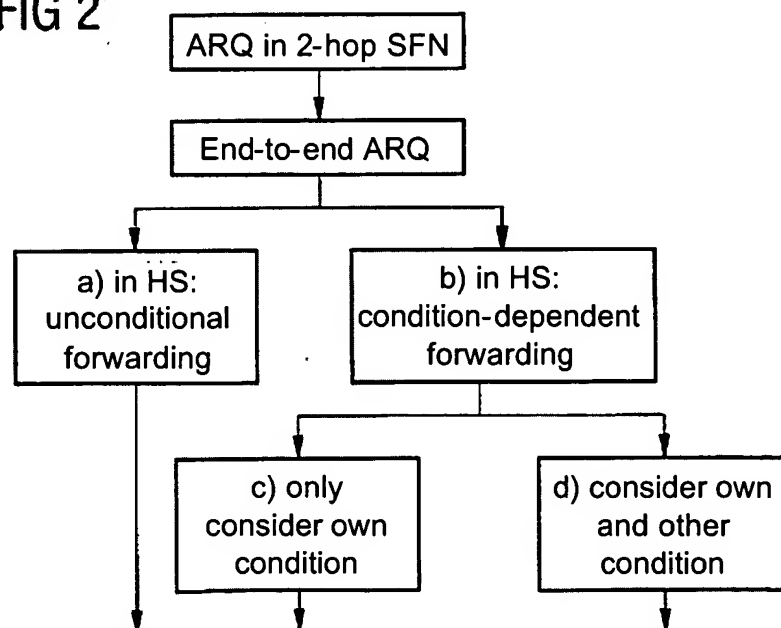 FIG 2
ARQ in 2-hop SFN
End-to-end ARQ
a) in HS:
unconditional
forwarding
b) in HS:
condition-dependent
forwarding
c) only
consider own
condition
d) consider own
and other
condition